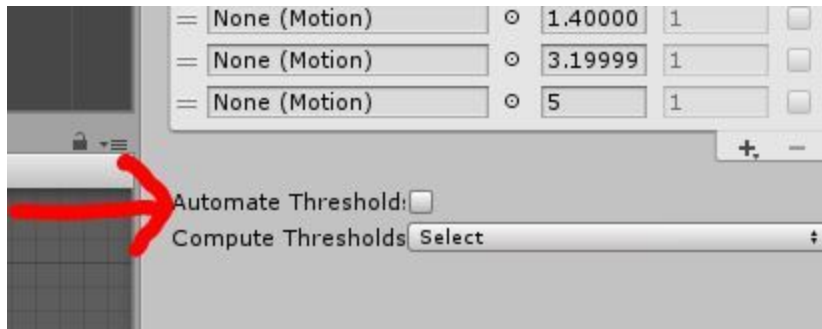 None (Motion) 1.40000 1
None (Motion) 3.19999 1
None (Motion) 5 1
Automate Threshold:
Compute Thresholds Select